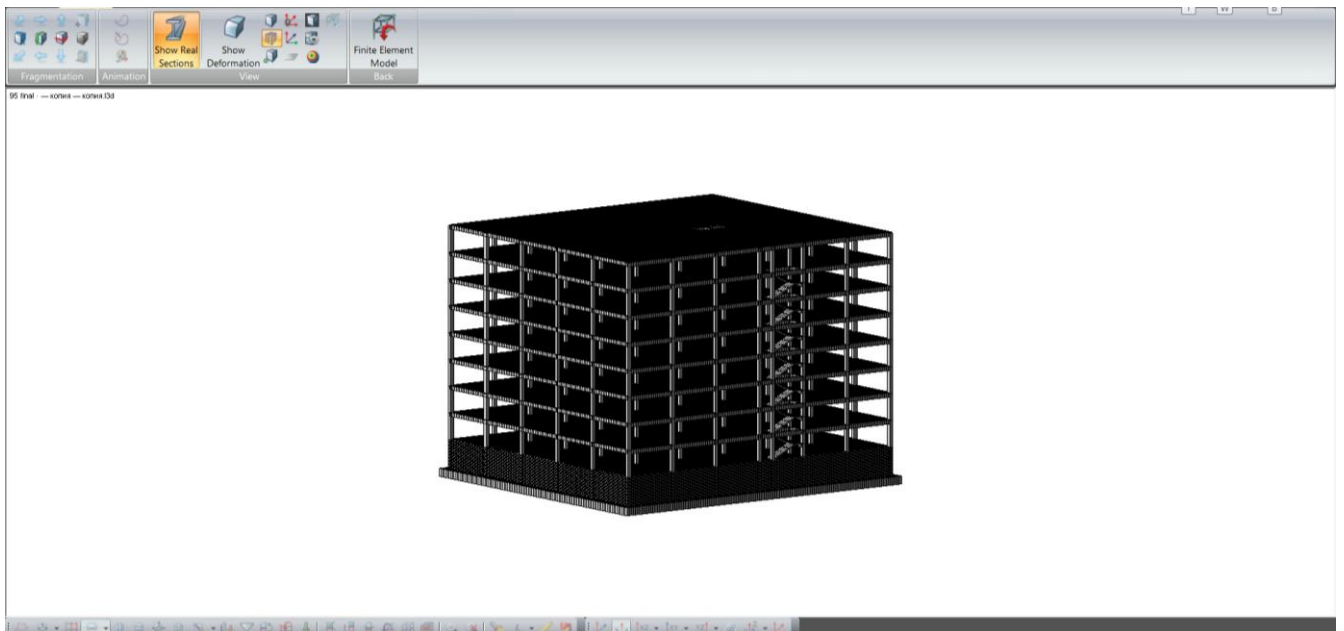 T W B
Show Real Sections
Show Deformation
Finite Element Model
Fragmentation Animation View Back
95 final - — копия — копия.l3d